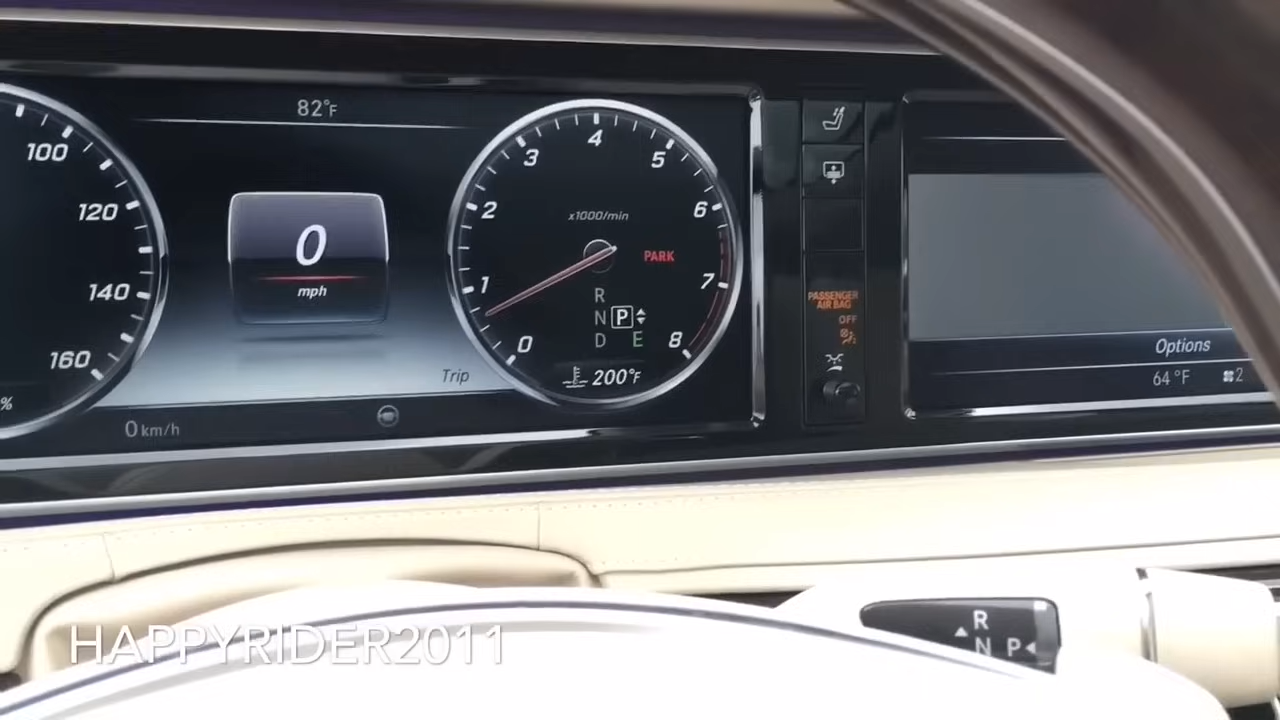 82°F
100
120
140
160
%
0
mph
Trip
0 km/h
0
1
2
3
4
5
6
7
8
x1000/min
PARK
R
N P
D E
200°F
PASSENGER
AIR BAG
OFF
Options
64 °F 2
R
N P
HAPPYRIDER2011